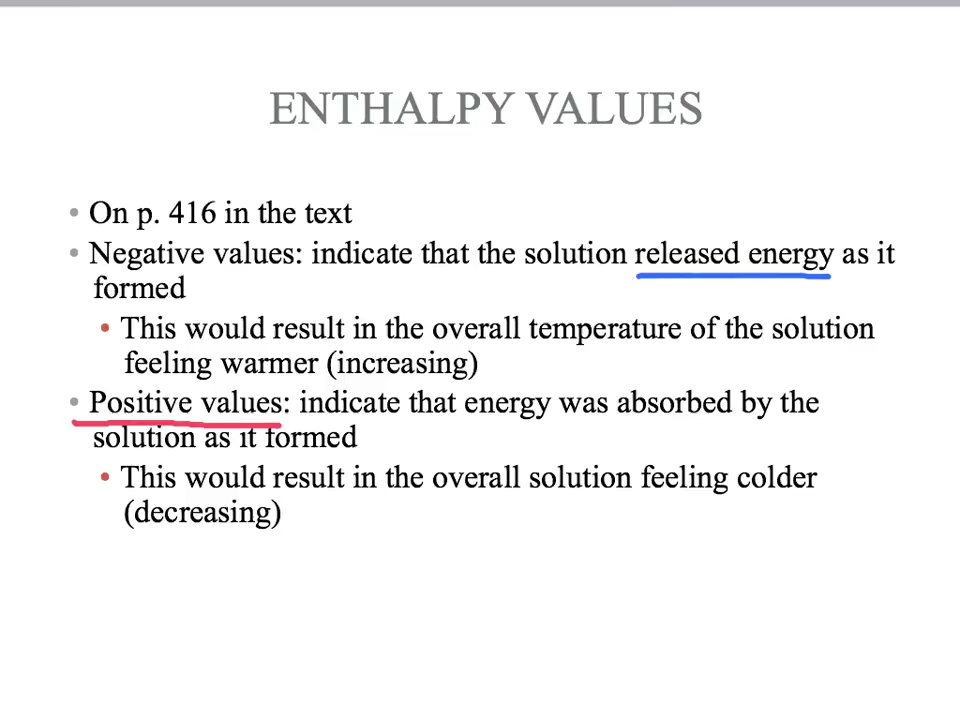 ENTHALPY VALUES
• On p. 416 in the text
• Negative values: indicate that the solution released energy as it
formed
• This would result in the overall temperature of the solution
feeling warmer (increasing)
• Positive values: indicate that energy was absorbed by the
solution as it formed
• This would result in the overall solution feeling colder
(decreasing)